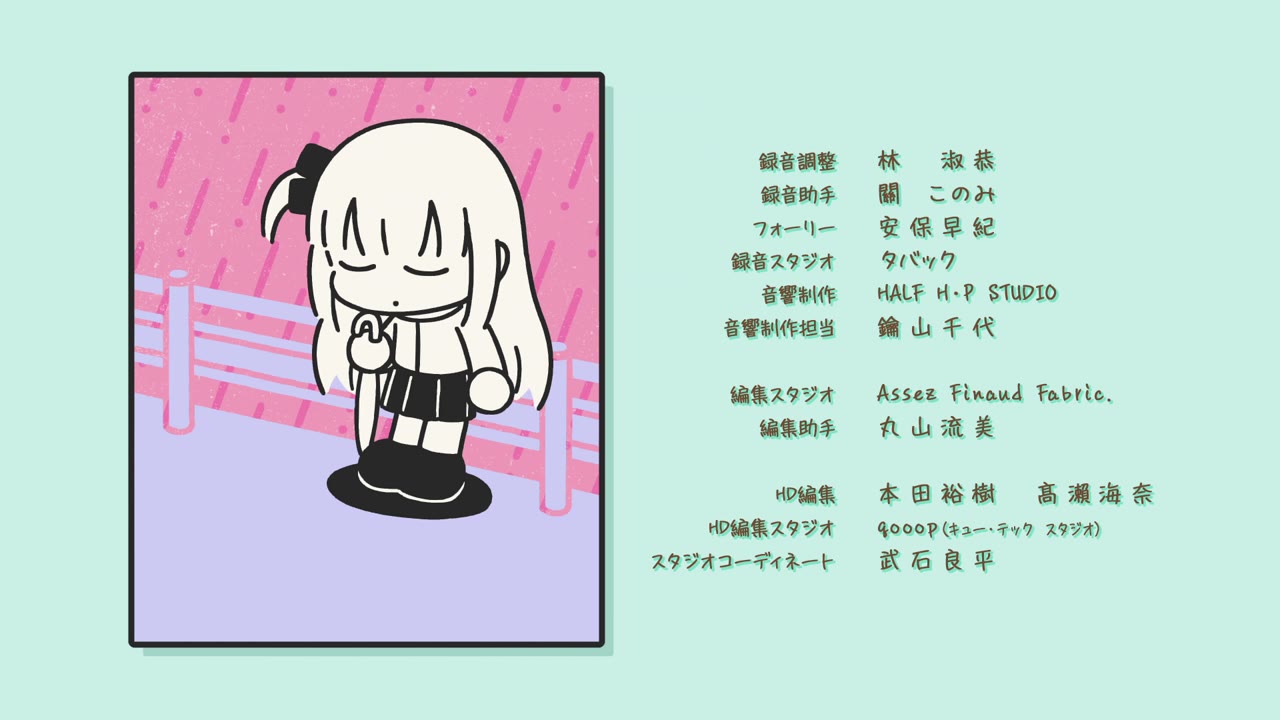 録音調整 林 淑恭
録音助手 關 このみ
フォーリー 安保早紀
録音スタジオ タバック
音響制作 HALF H・P STUDIO
音響制作担当 鑰山千代
編集スタジオ Assez Finaud Fabric.
編集助手 丸山流美
HD編集 本田裕樹 髙瀨海奈
HD編集スタジオ qooop(キュー・テック スタジオ)
スタジオコーディネート 武石良平